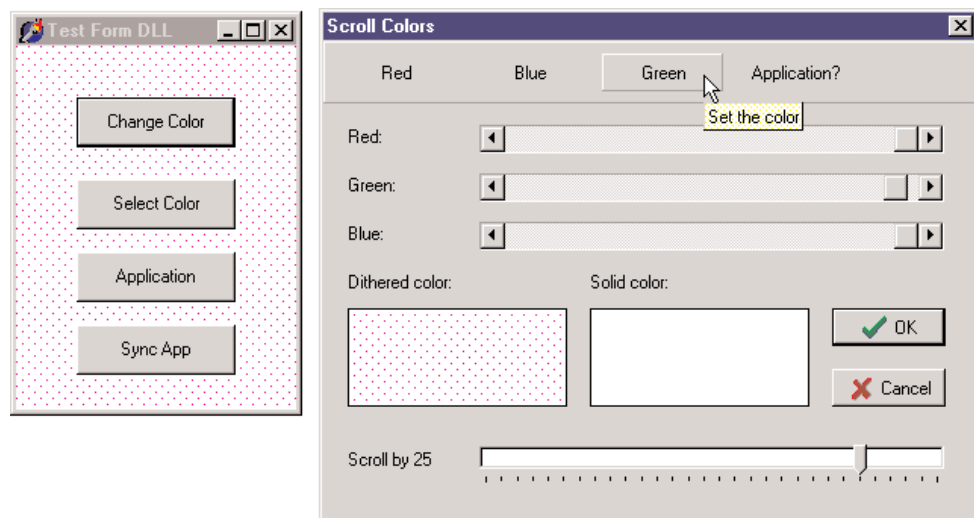 Test Form DLL
Change Color
Select Color
Application
Sync App
Scroll Colors
Red Blue Green Application?
Set the color
Red:
Green:
Blue:
Dithered color: Solid color:
OK
Cancel
Scroll by 25